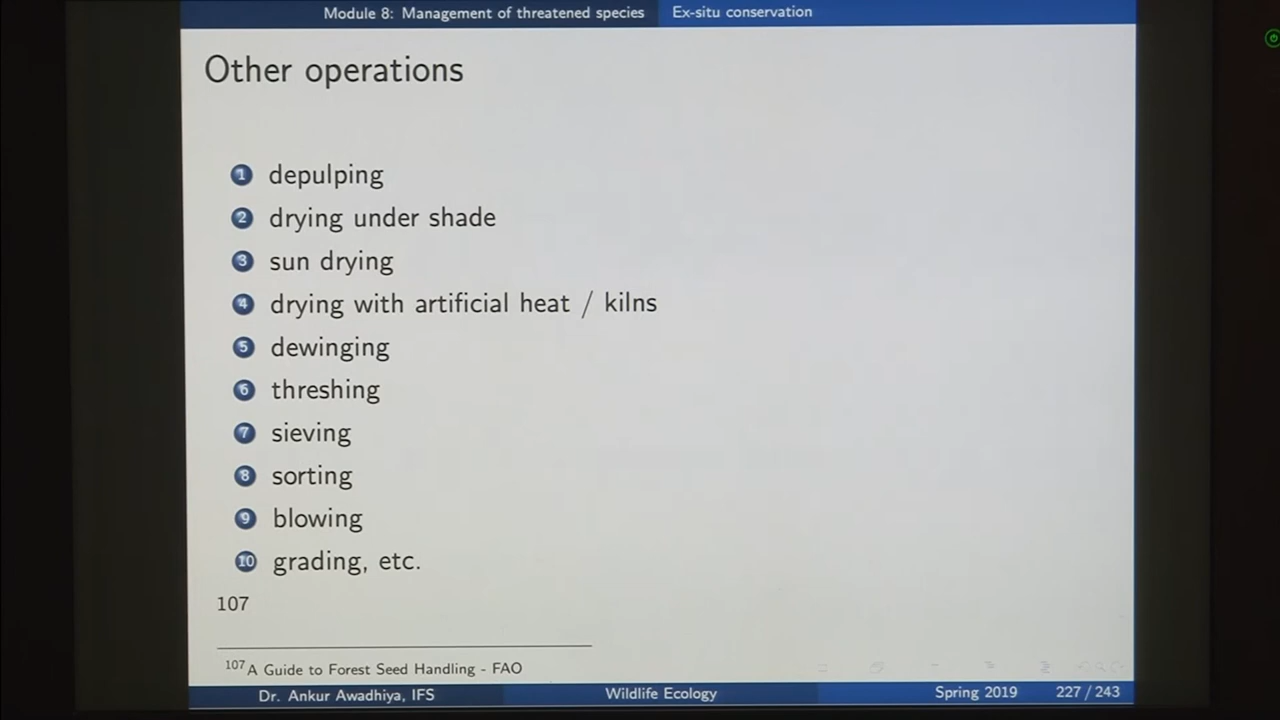 Module 8: Management of threatened species Ex-situ conservation
Other operations
1 depulping
2 drying under shade
3 sun drying
4 drying with artificial heat / kilns
5 dewinging
6 threshing
7 sieving
8 sorting
9 blowing
10 grading, etc.
107
107 A Guide to Forest Seed Handling - FAO
Dr. Ankur Awadhiya, IFS Wildlife Ecology Spring 2019 227 / 243